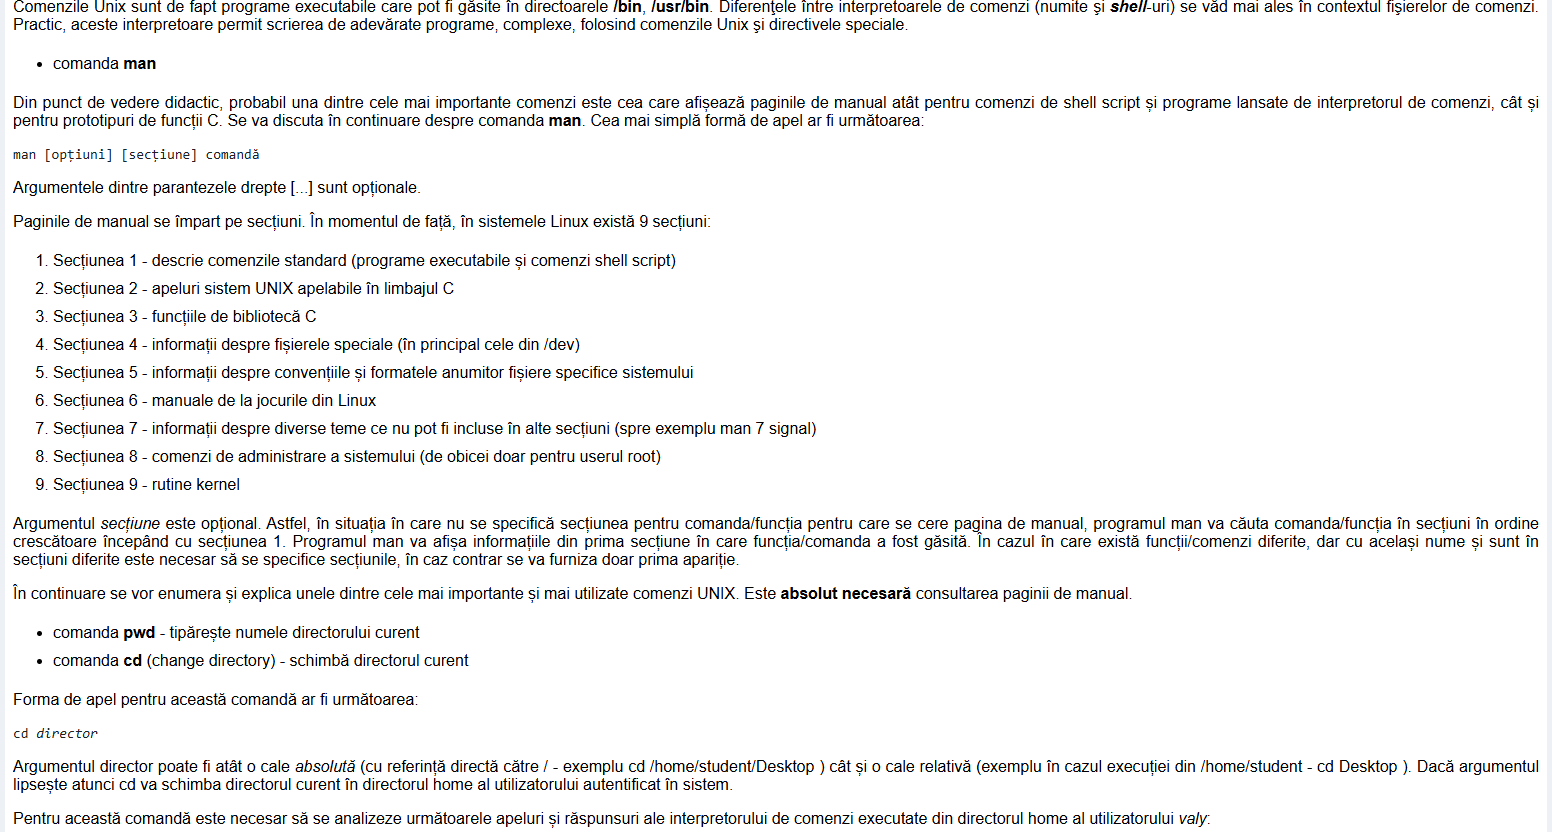 Comenzile Unix sunt de fapt programe executabile care pot fi găsite în directoarele /bin, /usr/bin. Diferenţele între interpretoarele de comenzi (numite şi shell-uri) se văd mai ales în contextul fişierelor de comenzi.
Practic, aceste interpretoare permit scrierea de adevărate programe, complexe, folosind comenzile Unix şi directivele speciale.
• comanda man
Din punct de vedere didactic, probabil una dintre cele mai importante comenzi este cea care afișează paginile de manual atât pentru comenzi de shell script și programe lansate de interpretorul de comenzi, cât și
pentru prototipuri de funcții C. Se va discuta în continuare despre comanda man. Cea mai simplă formă de apel ar fi următoarea:
man [opțiuni] [secțiune] comandă
Argumentele dintre parantezele drepte [...] sunt opționale.
Paginile de manual se împart pe secțiuni. În momentul de față, în sistemele Linux există 9 secțiuni:
1. Secțiunea 1 - descrie comenzile standard (programe executabile și comenzi shell script)
2. Secțiunea 2 - apeluri sistem UNIX apelabile în limbajul C
3. Secțiunea 3 - funcțiile de bibliotecă C
4. Secțiunea 4 - informații despre fișierele speciale (în principal cele din /dev)
5. Secțiunea 5 - informații despre convențiile și formatele anumitor fișiere specifice sistemului
6. Secțiunea 6 - manuale de la jocurile din Linux
7. Secțiunea 7 - informații despre diverse teme ce nu pot fi incluse în alte secțiuni (spre exemplu man 7 signal)
8. Secțiunea 8 - comenzi de administrare a sistemului (de obicei doar pentru userul root)
9. Secțiunea 9 - rutine kernel
Argumentul secțiune este opțional. Astfel, în situația în care nu se specifică secțiunea pentru comanda/funcția pentru care se cere pagina de manual, programul man va căuta comanda/funcția în secțiuni în ordine
crescătoare începând cu secțiunea 1. Programul man va afișa informațiile din prima secțiune în care funcția/comanda a fost găsită. În cazul în care există funcții/comenzi diferite, dar cu același nume și sunt în
secțiuni diferite este necesar să se specifice secțiunile, în caz contrar se va furniza doar prima apariție.
În continuare se vor enumera și explica unele dintre cele mai importante și mai utilizate comenzi UNIX. Este absolut necesară consultarea paginii de manual.
• comanda pwd - tipărește numele directorului curent
• comanda cd (change directory) - schimbă directorul curent
Forma de apel pentru această comandă ar fi următoarea:
cd director
Argumentul director poate fi atât o cale absolută (cu referință directă către / - exemplu cd /home/student/Desktop ) cât și o cale relativă (exemplu în cazul execuției din /home/student - cd Desktop ). Dacă argumentul
lipsește atunci cd va schimba directorul curent în directorul home al utilizatorului autentificat în sistem.
Pentru această comandă este necesar să se analizeze următoarele apeluri și răspunsuri ale interpretorului de comenzi executate din directorul home al utilizatorului valy: